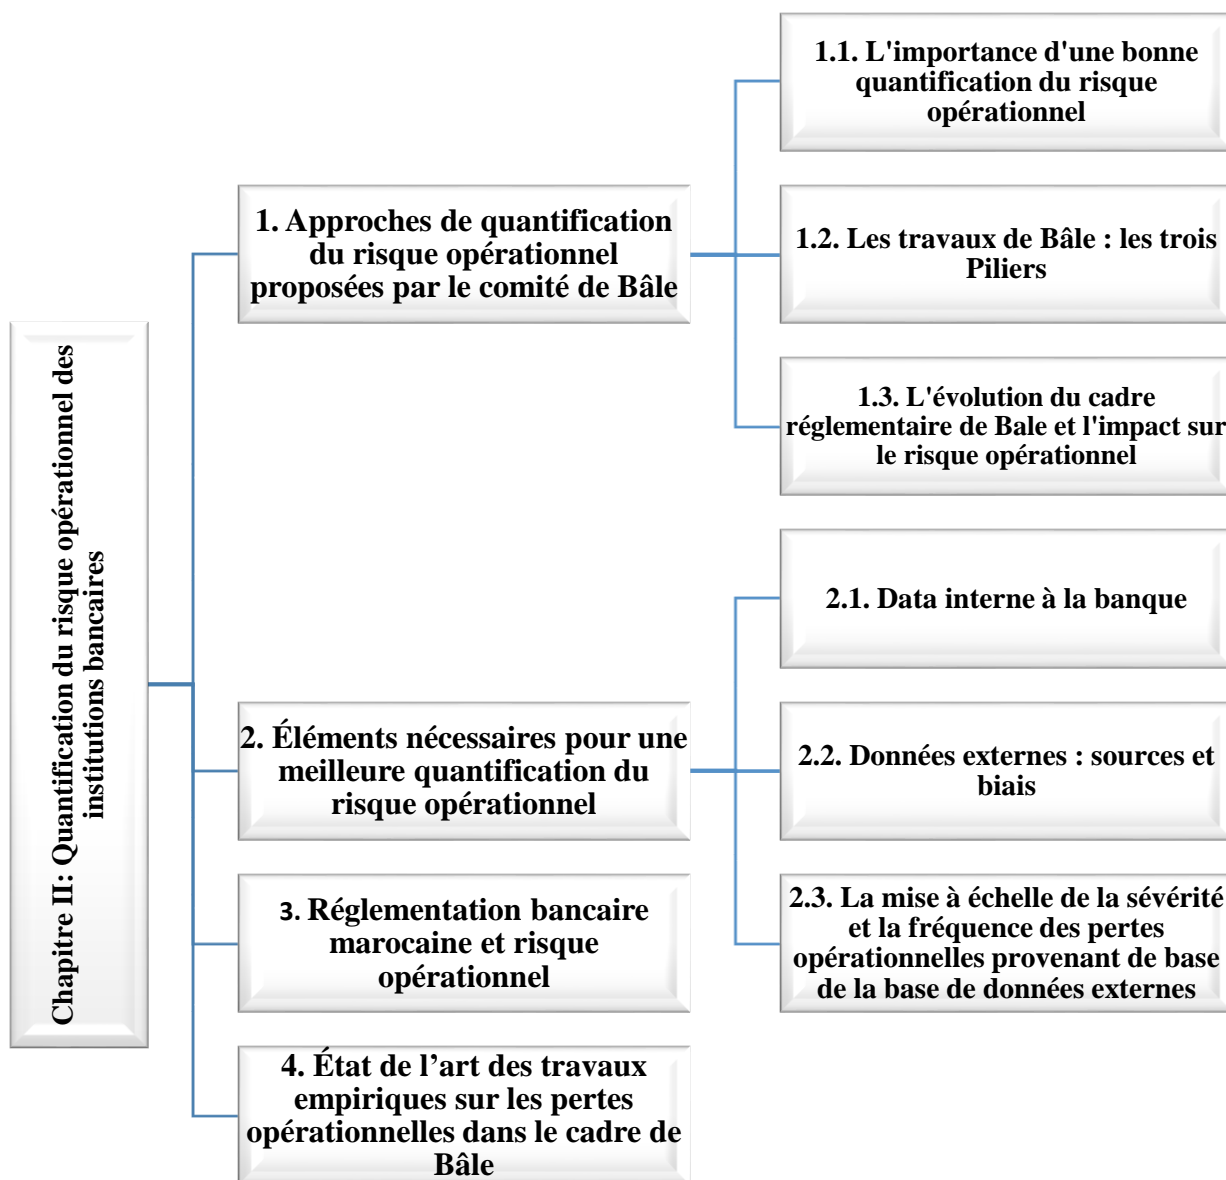 Chapitre II: Quantification du risque opérationnel des
institutions bancaires
1. Approches de quantification
du risque opérationnel
proposées par le comité de Bâle
1.1. L'importance d'une bonne
quantification du risque
opérationnel
1.2. Les travaux de Bâle : les trois
Piliers
1.3. L'évolution du cadre
réglementaire de Bale et l'impact sur
le risque opérationnel
2. Éléments nécessaires pour une
meilleure quantification du
risque opérationnel
2.1. Data interne à la banque
2.2. Données externes : sources et
biais
2.3. La mise à échelle de la sévérité
et la fréquence des pertes
opérationnelles provenant de base
de la base de données externes
3. Réglementation bancaire
marocaine et risque
opérationnel
4. État de l’art des travaux
empiriques sur les pertes
opérationnelles dans le cadre de
Bâle